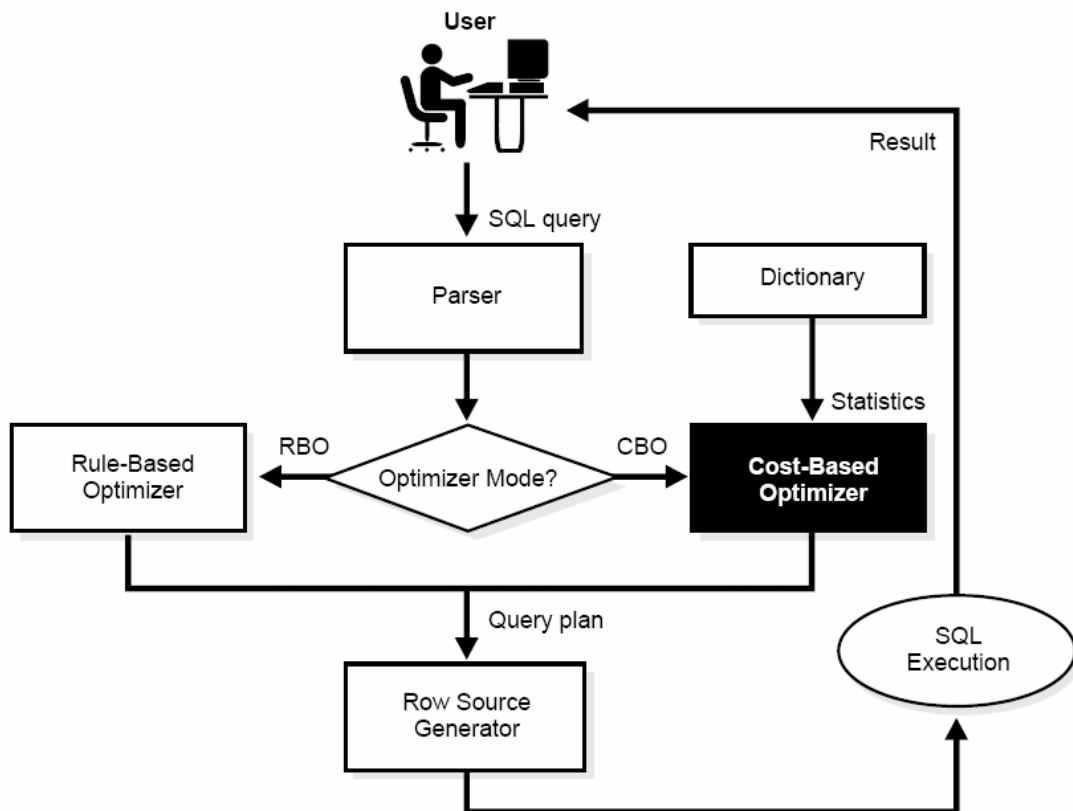 User
Result
SQL query
Parser
Dictionary
Statistics
RBO
CBO
Rule-Based
Optimizer
Optimizer Mode?
Cost-Based
Optimizer
Query plan
SQL
Execution
Row Source
Generator